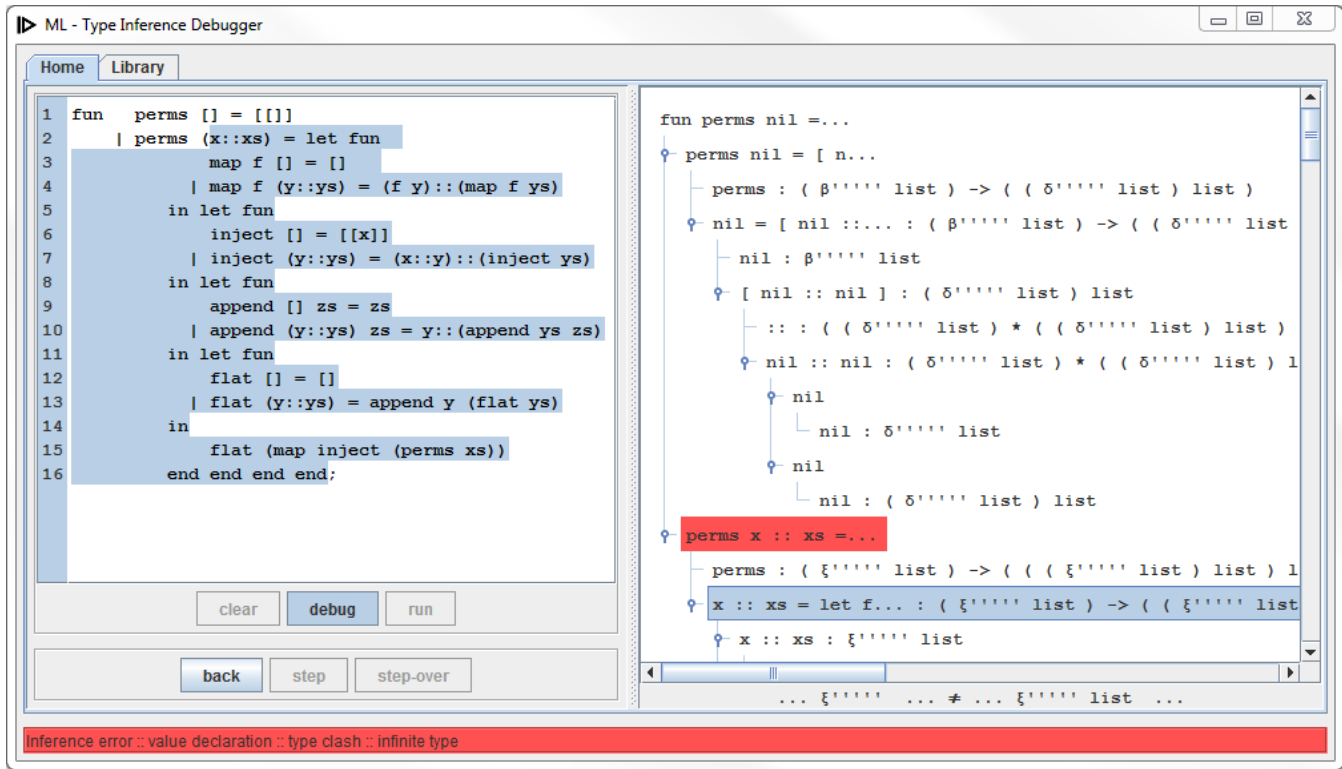 ML - Type Inference Debugger
Home Library
1 fun perms [] = [[]]
2 | perms (x::xs) = let fun
3 map f [] = []
4 | map f (y::ys) = (f y)::(map f ys)
5 in let fun
6 inject [] = [[x]]
7 | inject (y::ys) = (x::y)::(inject ys)
8 in let fun
9 append [] zs = zs
10 | append (y::ys) zs = y::(append ys zs)
11 in let fun
12 flat [] = []
13 | flat (y::ys) = append y (flat ys)
14 in
15 flat (map inject (perms xs))
16 end end end end;
clear debug run
back step step-over
fun perms nil =...
perms nil = [ n...
perms : ( β''''' list ) -> ( ( δ''''' list ) list )
nil = [ nil ::... : ( β''''' list ) -> ( ( δ''''' list
nil : β''''' list
[ nil :: nil ] : ( δ''''' list ) list
:: : ( ( δ''''' list ) * ( ( δ''''' list ) list )
nil :: nil : ( δ''''' list ) * ( ( δ''''' list ) l
nil
nil : δ''''' list
nil
nil : ( δ''''' list ) list
perms x :: xs =...
perms : ( ξ''''' list ) -> ( ( ( ξ''''' list ) list ) l
x :: xs = let f... : ( ξ''''' list ) -> ( ( ξ''''' list
x :: xs : ξ''''' list
... ξ''''' ... ≠ ... ξ''''' list ...
Inference error :: value declaration :: type clash :: infinite type